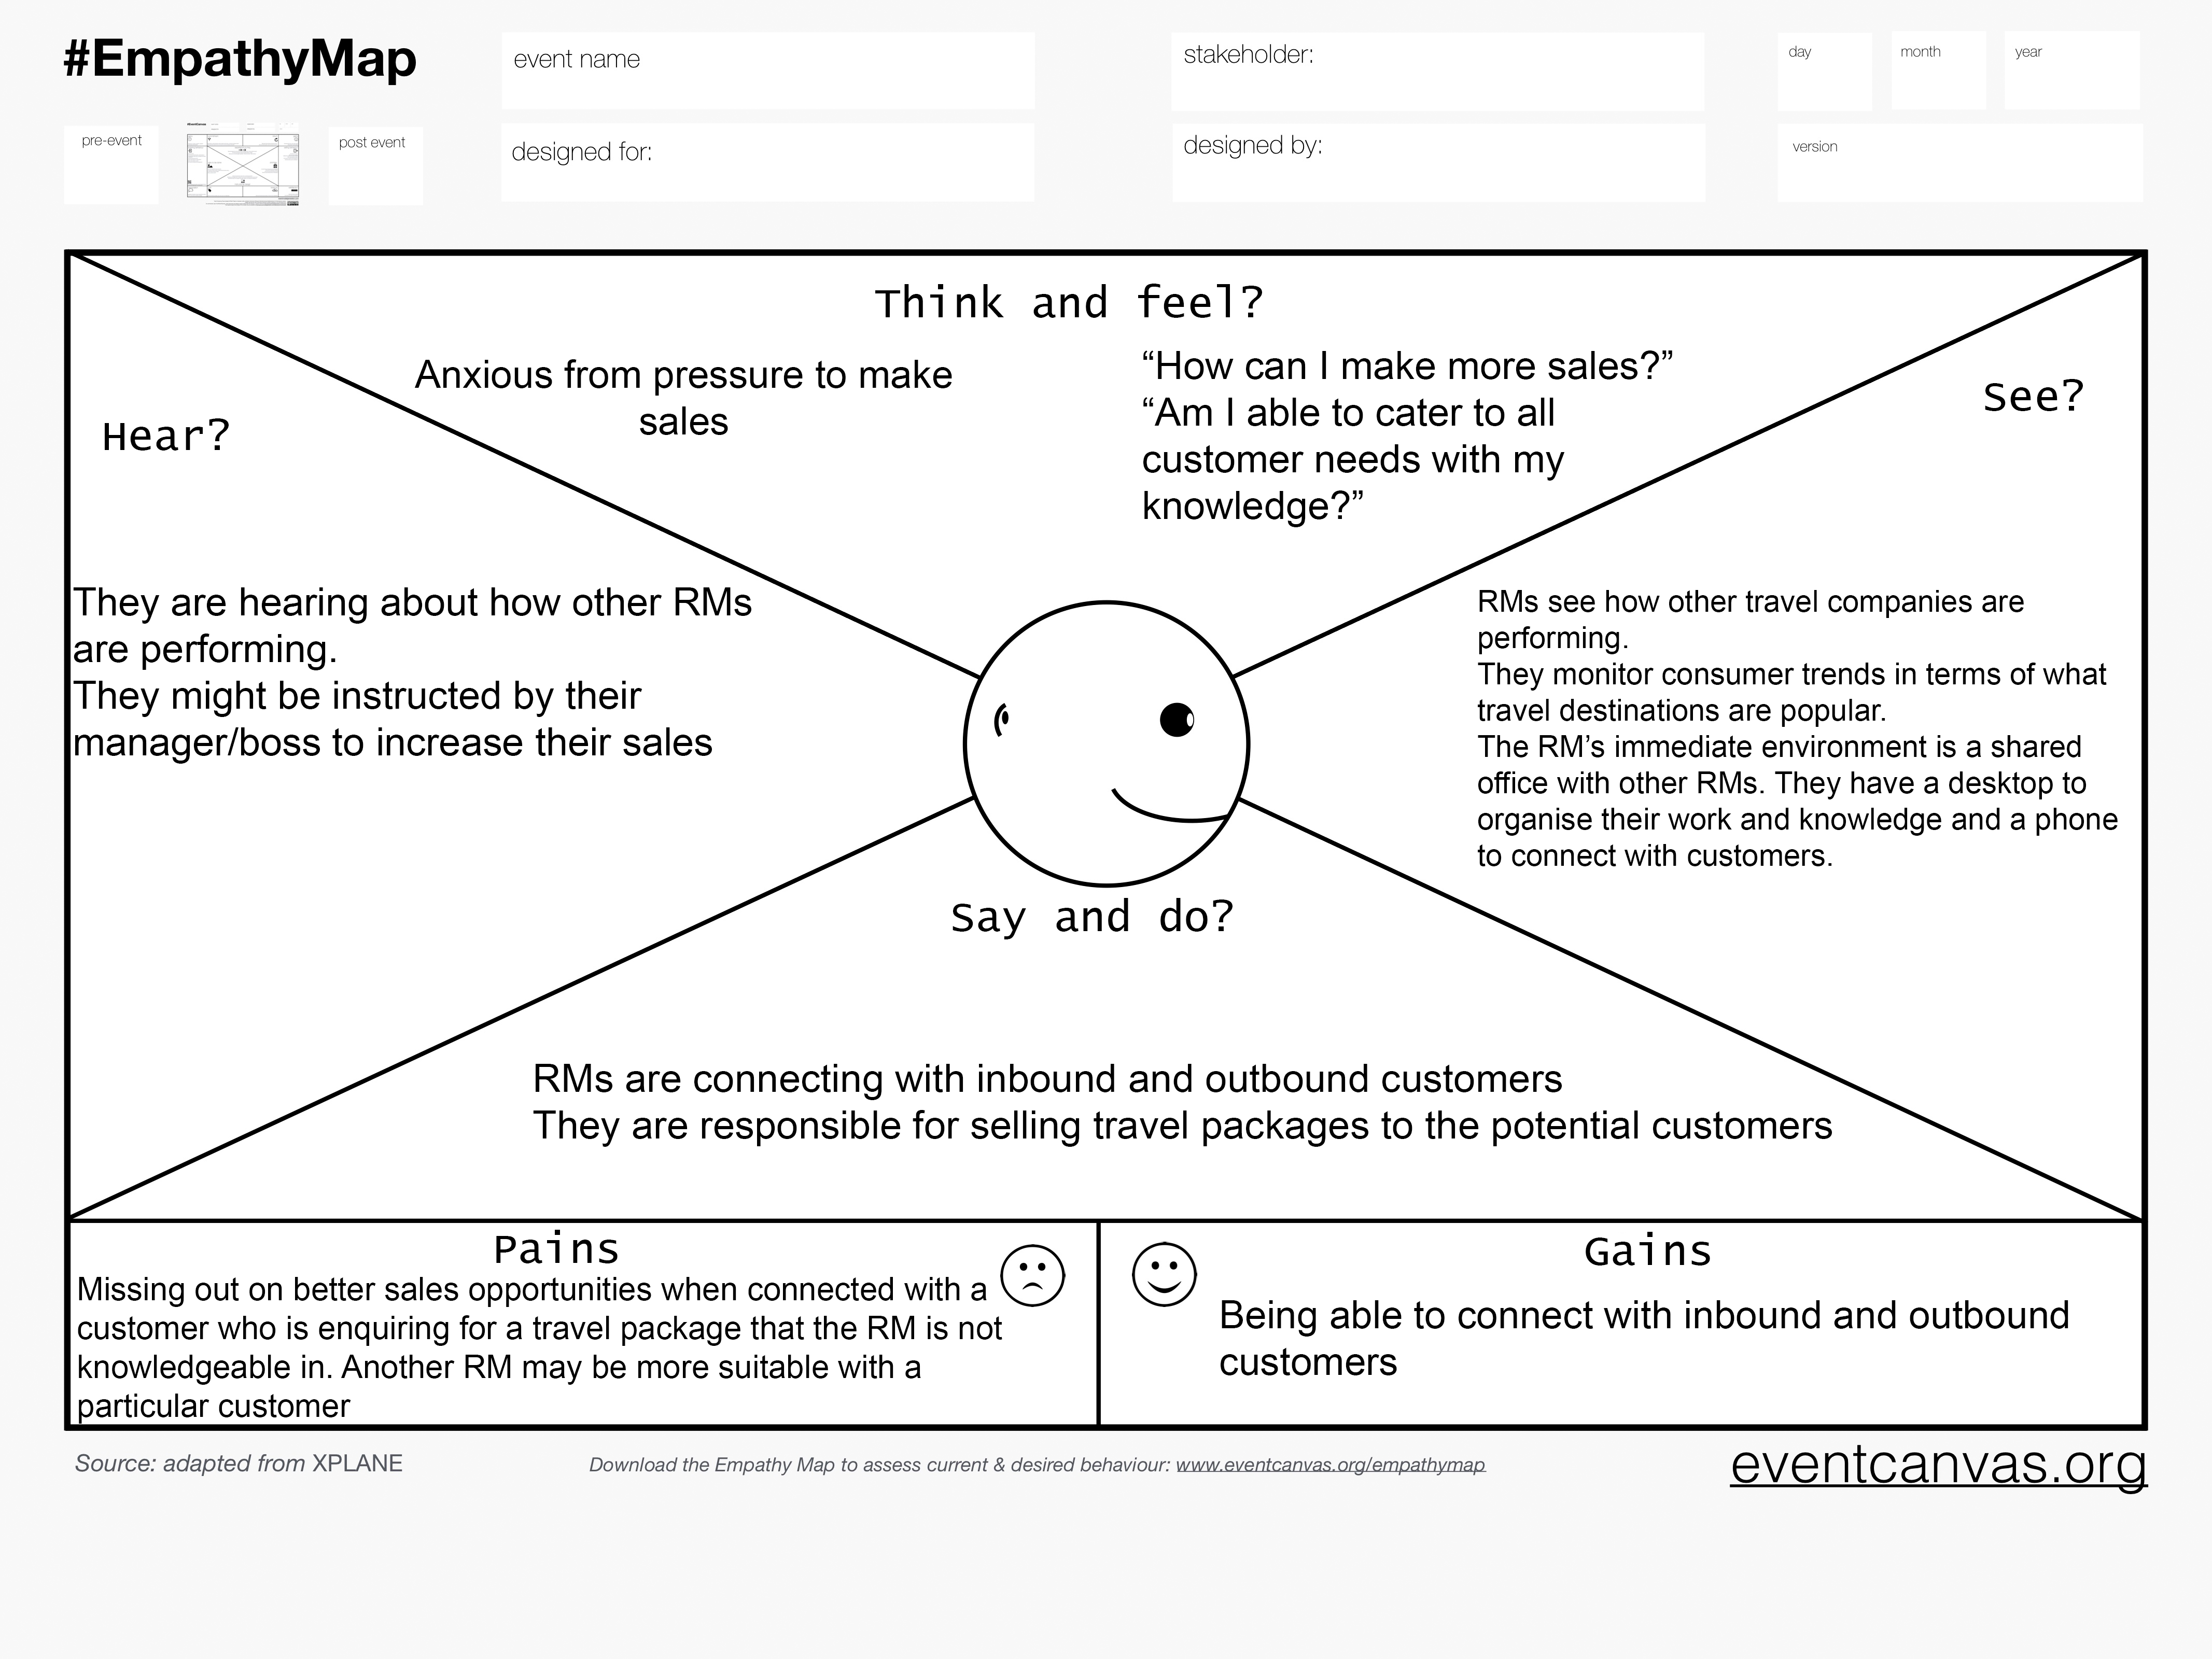 #EmpathyMap
event name
stakeholder:
day
month
year
pre-event
post event
designed for:
designed by:
version
Think and feel?
Anxious from pressure to make
sales
“How can I make more sales?”
“Am I able to cater to all
customer needs with my
knowledge?”
See?
Hear?
They are hearing about how other RMs
are performing.
They might be instructed by their
manager/boss to increase their sales
RMs see how other travel companies are
performing.
They monitor consumer trends in terms of what
travel destinations are popular.
The RM’s immediate environment is a shared
office with other RMs. They have a desktop to
organise their work and knowledge and a phone
to connect with customers.
Say and do?
RMs are connecting with inbound and outbound customers
They are responsible for selling travel packages to the potential customers
Pains
Missing out on better sales opportunities when connected with a
customer who is enquiring for a travel package that the RM is not
knowledgeable in. Another RM may be more suitable with a
particular customer
Gains
Being able to connect with inbound and outbound
customers
Source: adapted from XPLANE
Download the Empathy Map to assess current & desired behaviour: www.eventcanvas.org/empathymap
eventcanvas.org